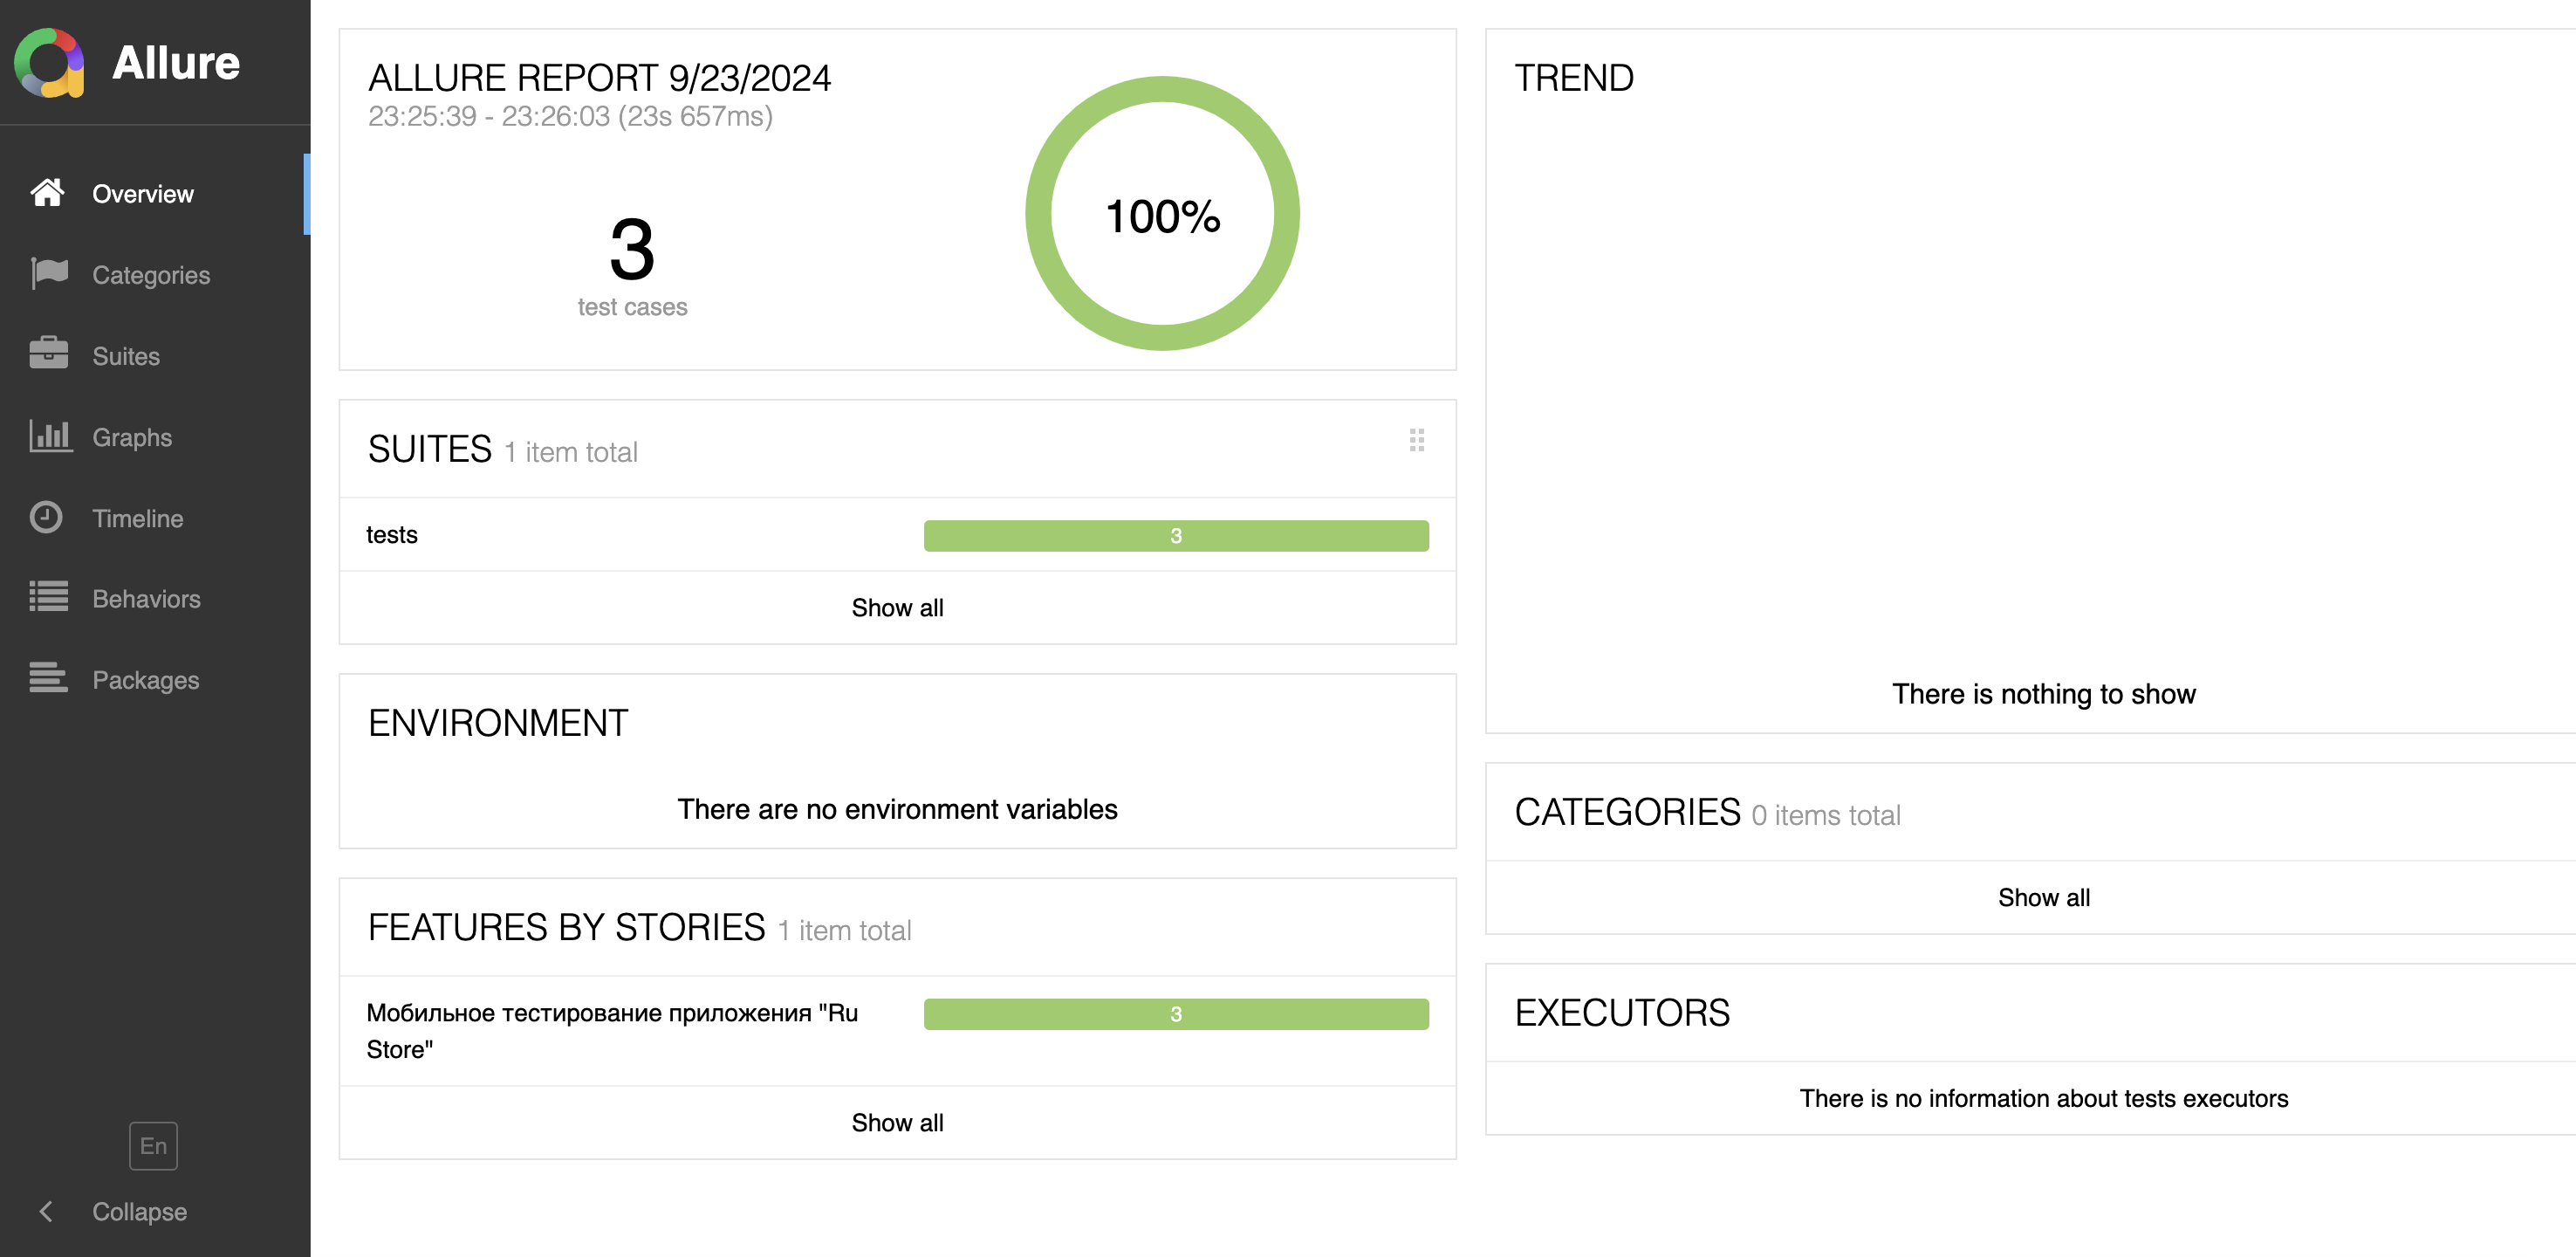 Allure
Overview
Categories
Suites
Graphs
Timeline
Behaviors
Packages
En
Collapse
ALLURE REPORT 9/23/2024
23:25:39 - 23:26:03 (23s 657ms)
3
test cases
100%
SUITES 1 item total
tests 3
Show all
ENVIRONMENT
There are no environment variables
FEATURES BY STORIES 1 item total
Мобильное тестирование приложения "Ru 3
Store"
Show all
TREND
There is nothing to show
CATEGORIES 0 items total
Show all
EXECUTORS
There is no information about tests executors